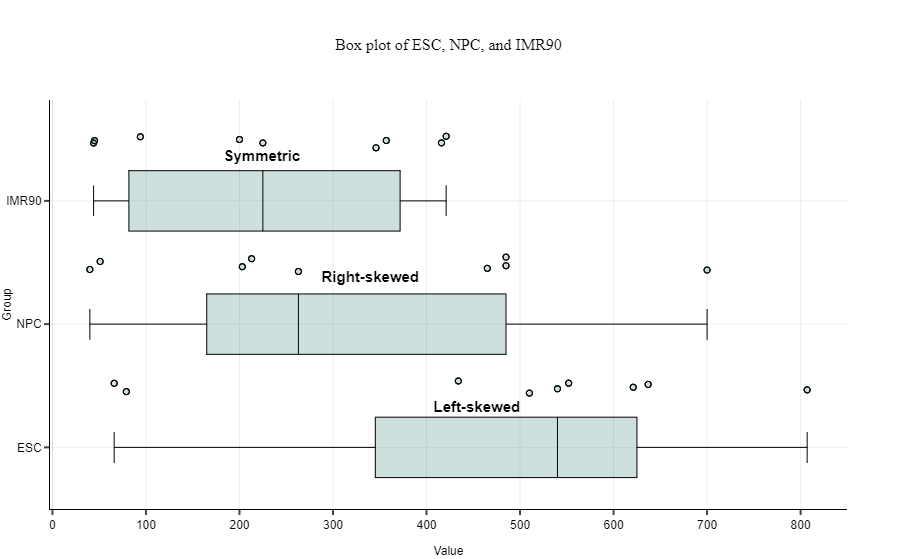 Box plot of ESC, NPC, and IMR90
Symmetric
IMR90
Right-skewed
Group
NPC
Left-skewed
ESC
0 100 200 300 400 500 600 700 800
Value